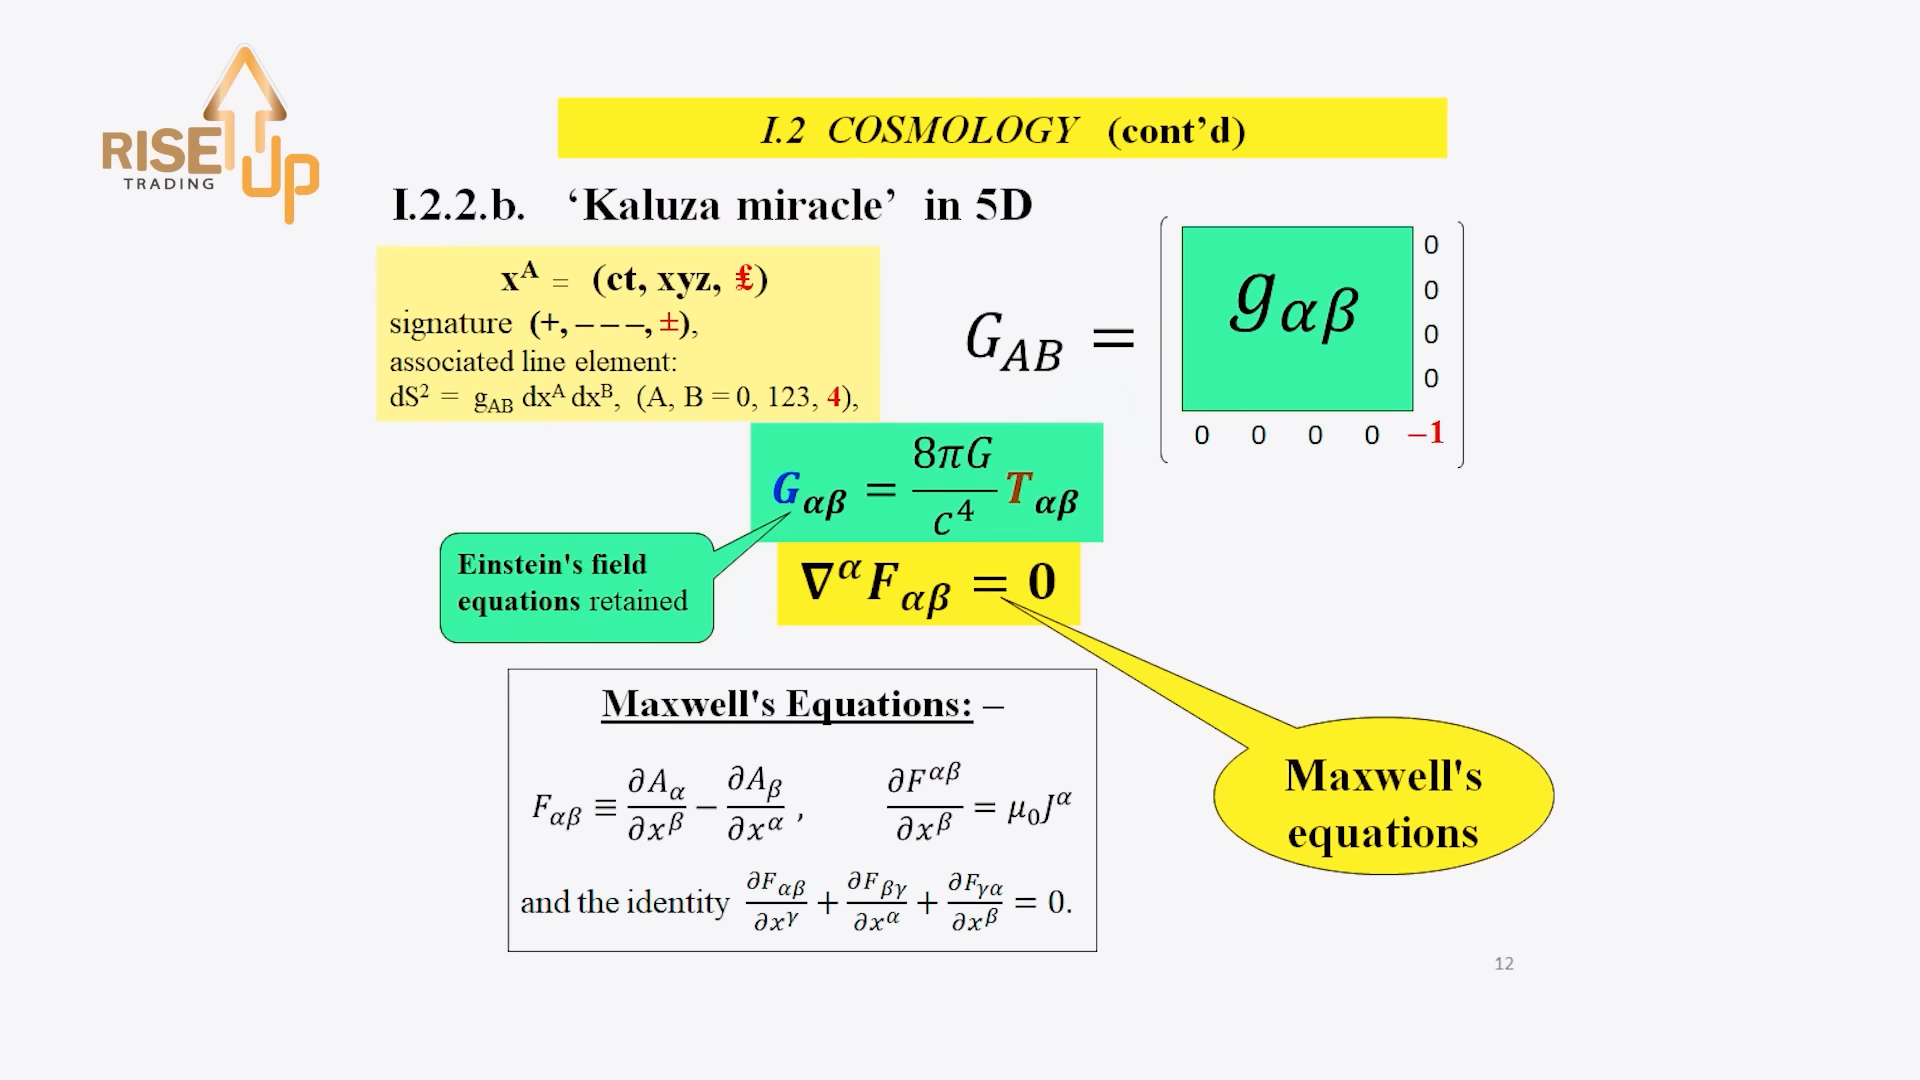 RISE UP
TRADING
I.2 COSMOLOGY (cont’d)
I.2.2.b. ‘Kaluza miracle’ in 5D
xᴬ = (ct, xyz, £)
signature (+, – – –, ±),
associated line element:
dS² = g_AB dxᴬ dxᴮ, (A, B = 0, 123, 4),
G_AB =
g_αβ 0
0
0
0
0 0 0 0 –1
G_αβ = 8πG/c⁴ T_αβ
Einstein's field
equations retained
∇^α F_αβ = 0
Maxwell's Equations: –
F_αβ ≡ ∂A_α/∂x^β − ∂A_β/∂x^α , ∂F^αβ/∂x^β = μ₀J^α
and the identity ∂F_αβ/∂x^γ + ∂F_βγ/∂x^α + ∂F_γα/∂x^β = 0.
Maxwell's
equations
12